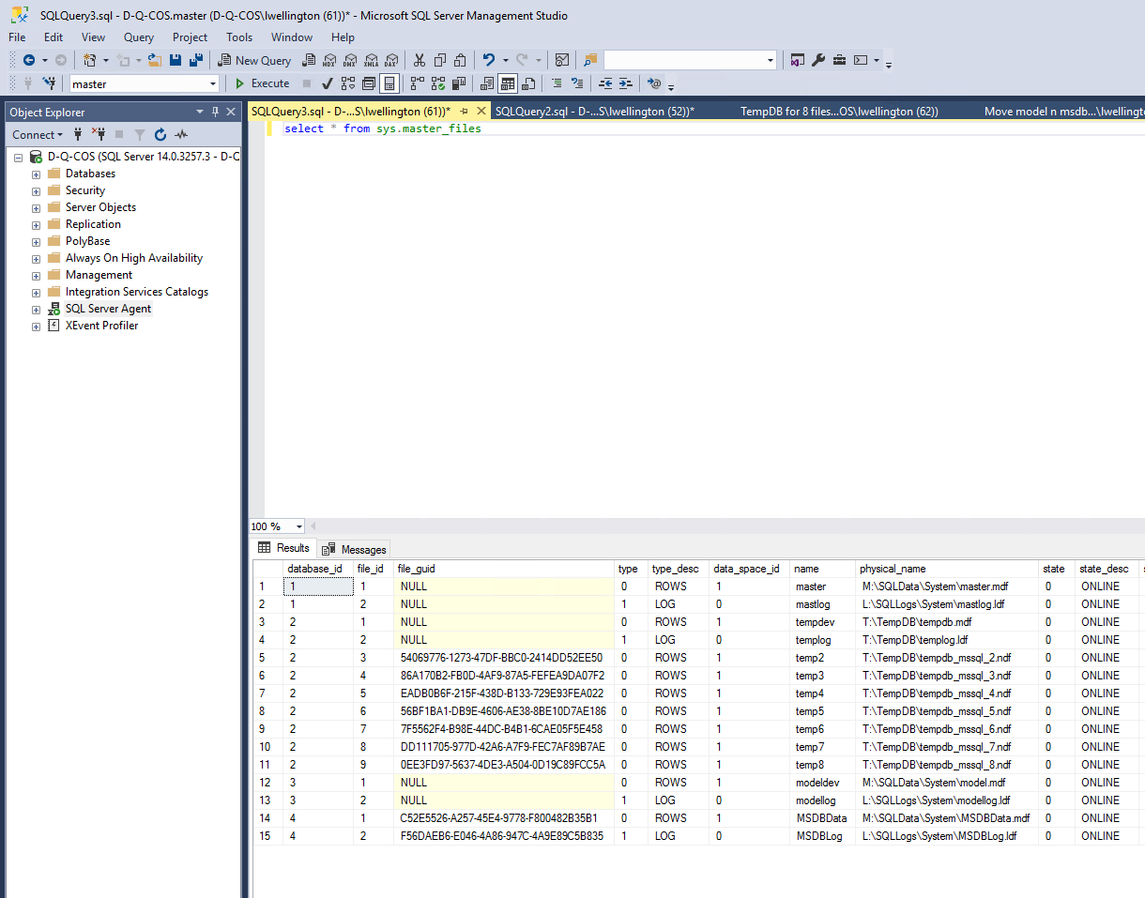 SQLQuery3.sql - D-Q-COS.master (D-Q-COS\lwellington (61))* - Microsoft SQL Server Management Studio
File Edit View Query Project Tools Window Help
New Query MDX DMX XMLA DAX
master Execute
Object Explorer
SQLQuery3.sql - D-...S\lwellington (61))* SQLQuery2.sql - D-...S\lwellington (52))* TempDB for 8 files...OS\lwellington (62)) Move model n msdb...\lwellingto
Connect
select * from sys.master_files
D-Q-COS (SQL Server 14.0.3257.3 - D-C
Databases
Security
Server Objects
Replication
PolyBase
Always On High Availability
Management
Integration Services Catalogs
SQL Server Agent
XEvent Profiler
100 %
Results Messages
database_id file_id file_guid type type_desc data_space_id name physical_name state state_desc
1 1 1 NULL 0 ROWS 1 master M:\SQLData\System\master.mdf 0 ONLINE
2 1 2 NULL 1 LOG 0 mastlog L:\SQLLogs\System\mastlog.ldf 0 ONLINE
3 2 1 NULL 0 ROWS 1 tempdev T:\TempDB\tempdb.mdf 0 ONLINE
4 2 2 NULL 1 LOG 0 templog T:\TempDB\templog.ldf 0 ONLINE
5 2 3 54069776-1273-47DF-BBC0-2414DD52EE50 0 ROWS 1 temp2 T:\TempDB\tempdb_mssql_2.ndf 0 ONLINE
6 2 4 86A170B2-FB0D-4AF9-87A5-FEFEA9DA07F2 0 ROWS 1 temp3 T:\TempDB\tempdb_mssql_3.ndf 0 ONLINE
7 2 5 EADB0B6F-215F-438D-B133-729E93FEA022 0 ROWS 1 temp4 T:\TempDB\tempdb_mssql_4.ndf 0 ONLINE
8 2 6 56BF1BA1-DB9E-4606-AE38-8BE10D7AE186 0 ROWS 1 temp5 T:\TempDB\tempdb_mssql_5.ndf 0 ONLINE
9 2 7 7F5562F4-B98E-44DC-B4B1-6CAE05F5E458 0 ROWS 1 temp6 T:\TempDB\tempdb_mssql_6.ndf 0 ONLINE
10 2 8 DD111705-977D-42A6-A7F9-FEC7AF89B7AE 0 ROWS 1 temp7 T:\TempDB\tempdb_mssql_7.ndf 0 ONLINE
11 2 9 0EE3FD97-5637-4DE3-A504-0D19C89FCC5A 0 ROWS 1 temp8 T:\TempDB\tempdb_mssql_8.ndf 0 ONLINE
12 3 1 NULL 0 ROWS 1 modeldev M:\SQLData\System\model.mdf 0 ONLINE
13 3 2 NULL 1 LOG 0 modellog L:\SQLLogs\System\modellog.ldf 0 ONLINE
14 4 1 C52E5526-A257-45E4-9778-F800482B35B1 0 ROWS 1 MSDBData M:\SQLData\System\MSDBData.mdf 0 ONLINE
15 4 2 F56DAEB6-E046-4A86-947C-4A9E89C5B835 1 LOG 0 MSDBLog L:\SQLLogs\System\MSDBLog.ldf 0 ONLINE